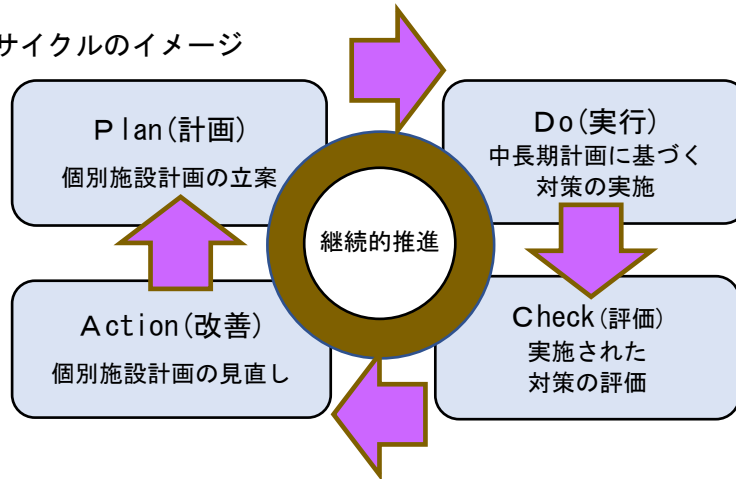 サイクルのイメージ
Plan(計画)
個別施設計画の立案
Do(実行)
中長期計画に基づく
対策の実施
継続的推進
Action(改善)
個別施設計画の見直し
Check(評価)
実施された
対策の評価